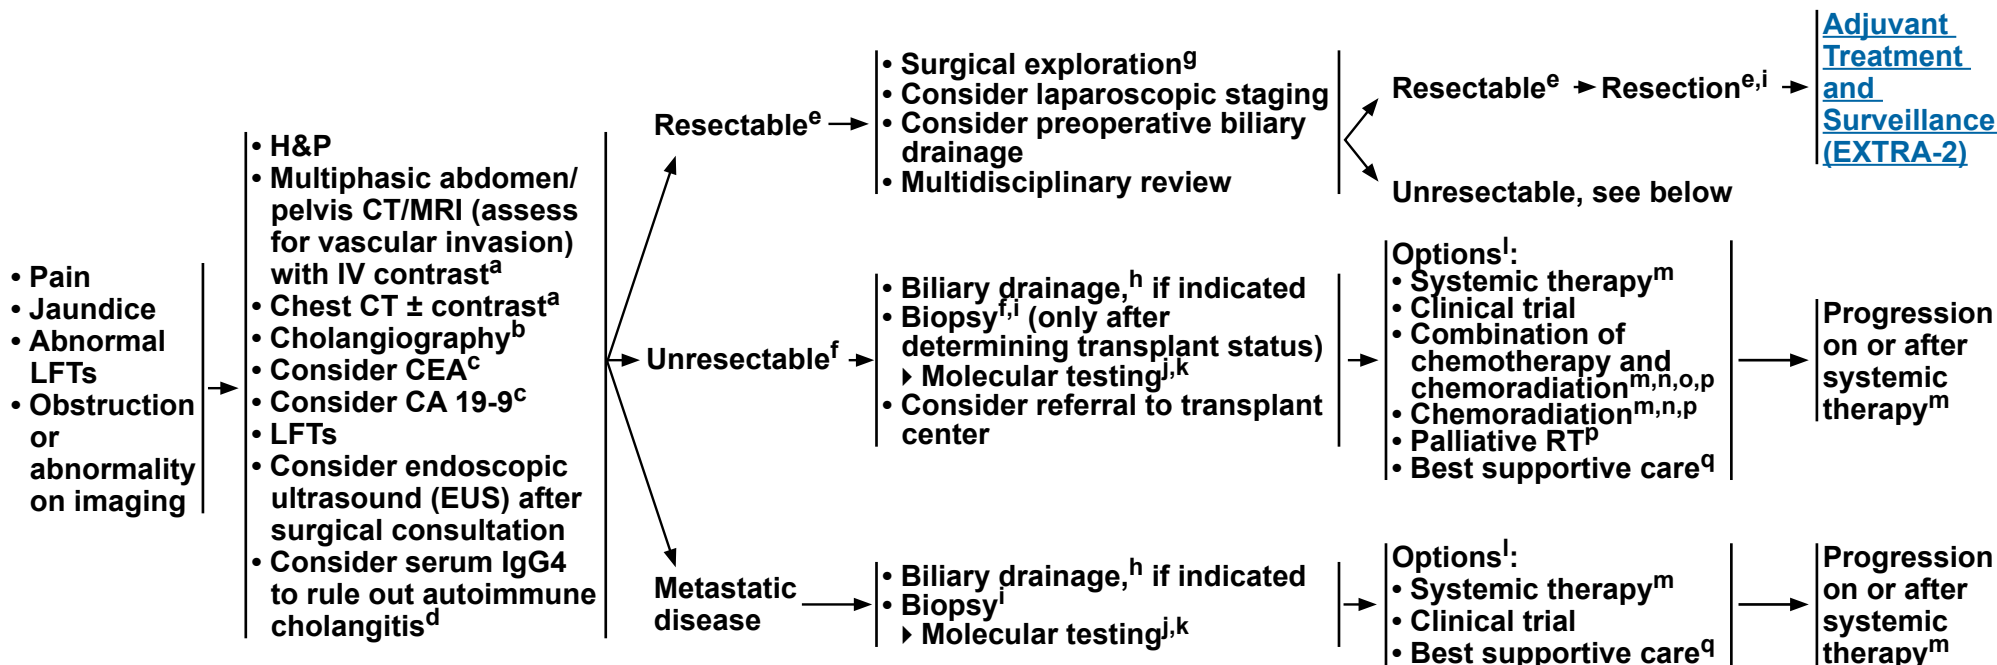 • Pain
• Jaundice
• Abnormal
LFTs
• Obstruction
or
abnormality
on imaging
• H&P
• Multiphasic abdomen/
pelvis CT/MRI (assess
for vascular invasion)
with IV contrastᵃ
• Chest CT ± contrastᵃ
• Cholangiographyᵇ
• Consider CEAᶜ
• Consider CA 19-9ᶜ
• LFTs
• Consider endoscopic
ultrasound (EUS) after
surgical consultation
• Consider serum IgG4
to rule out autoimmune
cholangitisᵈ
Resectableᵉ
• Surgical explorationᵍ
• Consider laparoscopic staging
• Consider preoperative biliary
drainage
• Multidisciplinary review
Resectableᵉ
Resectionᵉ,ⁱ
Adjuvant
Treatment
and
Surveillance
(EXTRA-2)
Unresectable, see below
Unresectableᶠ
• Biliary drainage,ʰ if indicated
• Biopsyᶠ,ⁱ (only after
determining transplant status)
▸ Molecular testingʲ,ᵏ
• Consider referral to transplant
center
Optionsˡ:
• Systemic therapyᵐ
• Clinical trial
• Combination of
chemotherapy and
chemoradiationᵐ,ⁿ,ᵒ,ᵖ
• Chemoradiationᵐ,ⁿ,ᵖ
• Palliative RTᵖ
• Best supportive care^q
Progression
on or after
systemic
therapyᵐ
Metastatic
disease
• Biliary drainage,ʰ if indicated
• Biopsyⁱ
▸ Molecular testingʲ,ᵏ
Optionsˡ:
• Systemic therapyᵐ
• Clinical trial
• Best supportive care^q
Progression
on or after
systemic
therapyᵐ